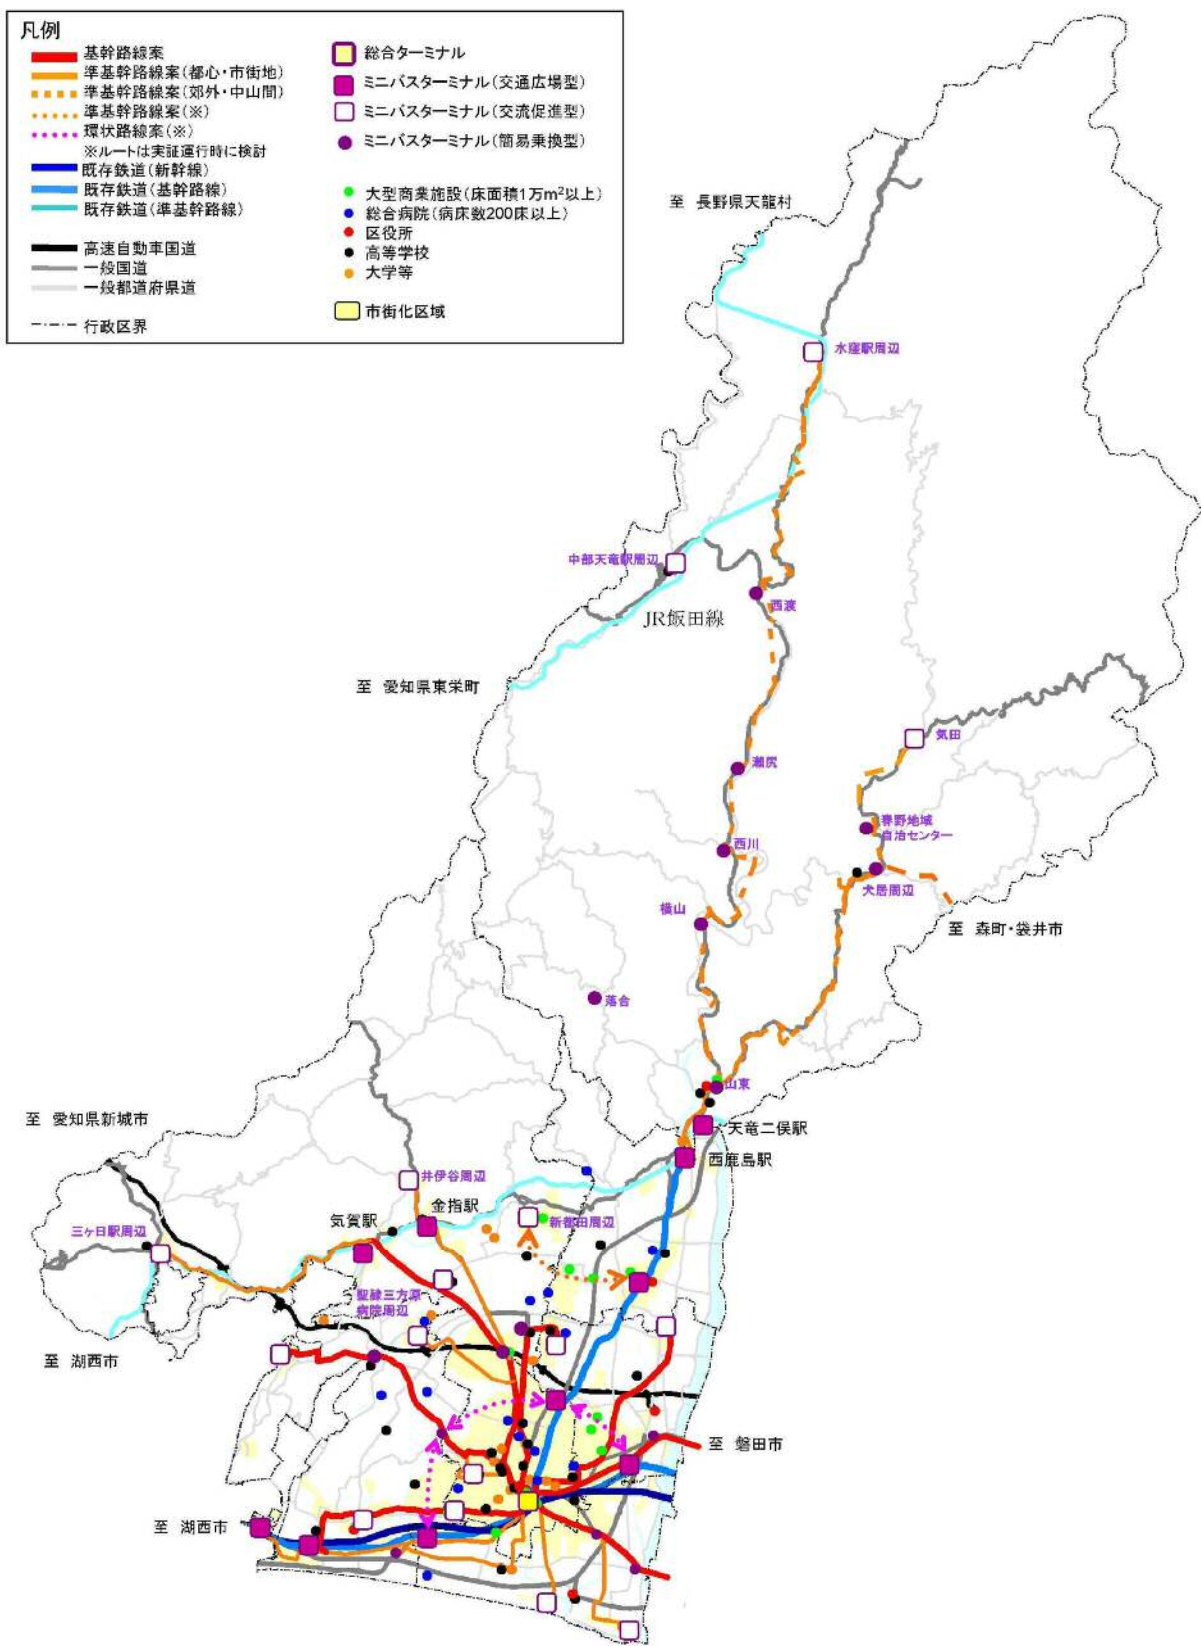 凡例
基幹路線案
準基幹路線案(都心・市街地)
準基幹路線案(郊外・中山間)
準基幹路線案(※)
環状路線案(※)
※ルートは実証運行時に検討
既存鉄道(新幹線)
既存鉄道(基幹路線)
既存鉄道(準基幹路線)
高速自動車国道
一般国道
一般都道府県道
行政区界
総合ターミナル
ミニバスターミナル(交通広場型)
ミニバスターミナル(交流促進型)
ミニバスターミナル(簡易乗換型)
大型商業施設(床面積1万m²以上)
総合病院(病床数200床以上)
区役所
高等学校
大学等
市街化区域
至 長野県天龍村
水窪駅周辺
中部天竜駅周辺
西渡
JR飯田線
至 愛知県東栄町
気田
瀬尻
春野地域
自治センター
西川
犬居周辺
横山
至 森町・袋井市
落合
山東
至 愛知県新城市
天竜二俣駅
西鹿島駅
井伊谷周辺
金指駅
気賀駅
新都田周辺
三ヶ日駅周辺
聖隷三方原
病院周辺
至 湖西市
至 磐田市
至 湖西市